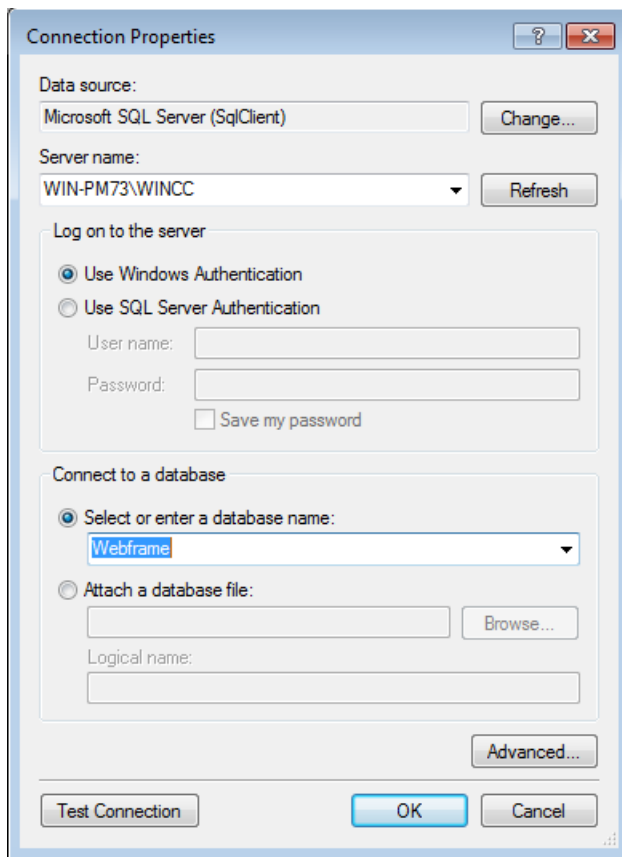 Connection Properties
Data source:
Microsoft SQL Server (SqlClient)
Change...
Server name:
WIN-PM73\WINCC
Refresh
Log on to the server
Use Windows Authentication
Use SQL Server Authentication
User name:
Password:
Save my password
Connect to a database
Select or enter a database name:
Webframe
Attach a database file:
Browse...
Logical name:
Advanced...
Test Connection
OK
Cancel